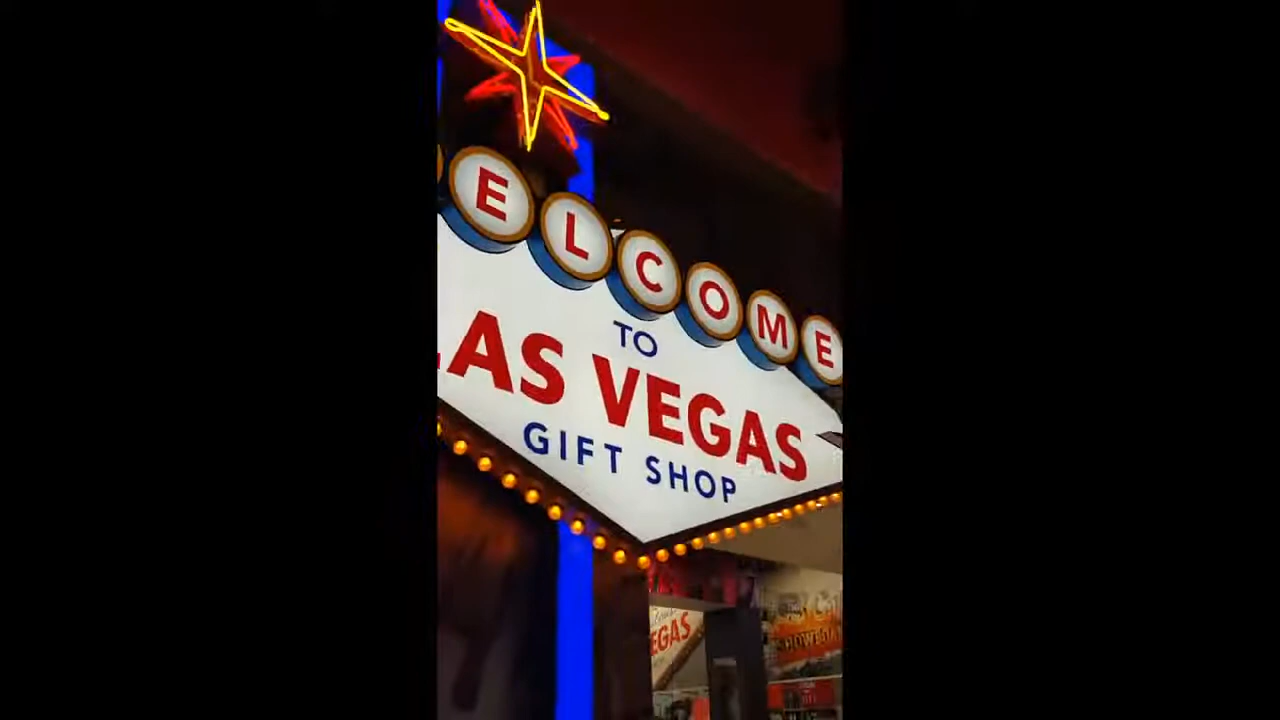 ELCOME
TO
AS VEGAS
GIFT SHOP
EGAS